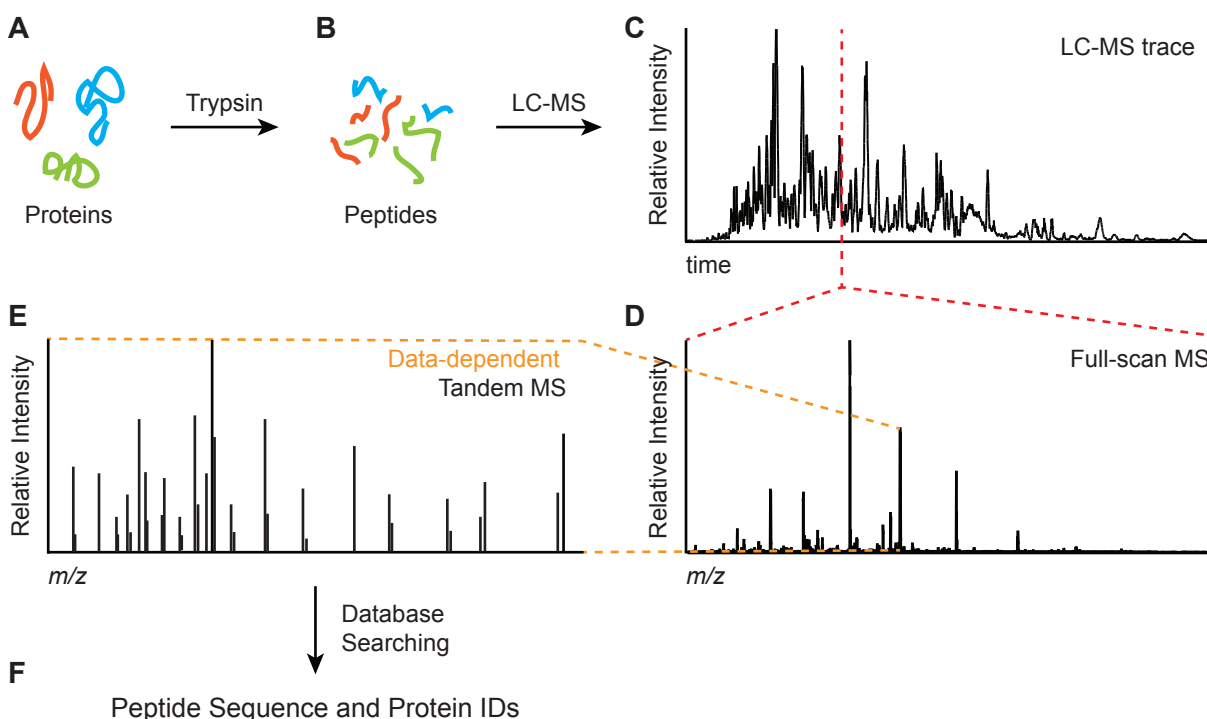 A
B
C
LC-MS trace
Trypsin
LC-MS
Relative Intensity
Proteins
Peptides
time
E
D
Data-dependent
Tandem MS
Full-scan MS
Relative Intensity
Relative Intensity
m/z
m/z
Database
Searching
F
Peptide Sequence and Protein IDs